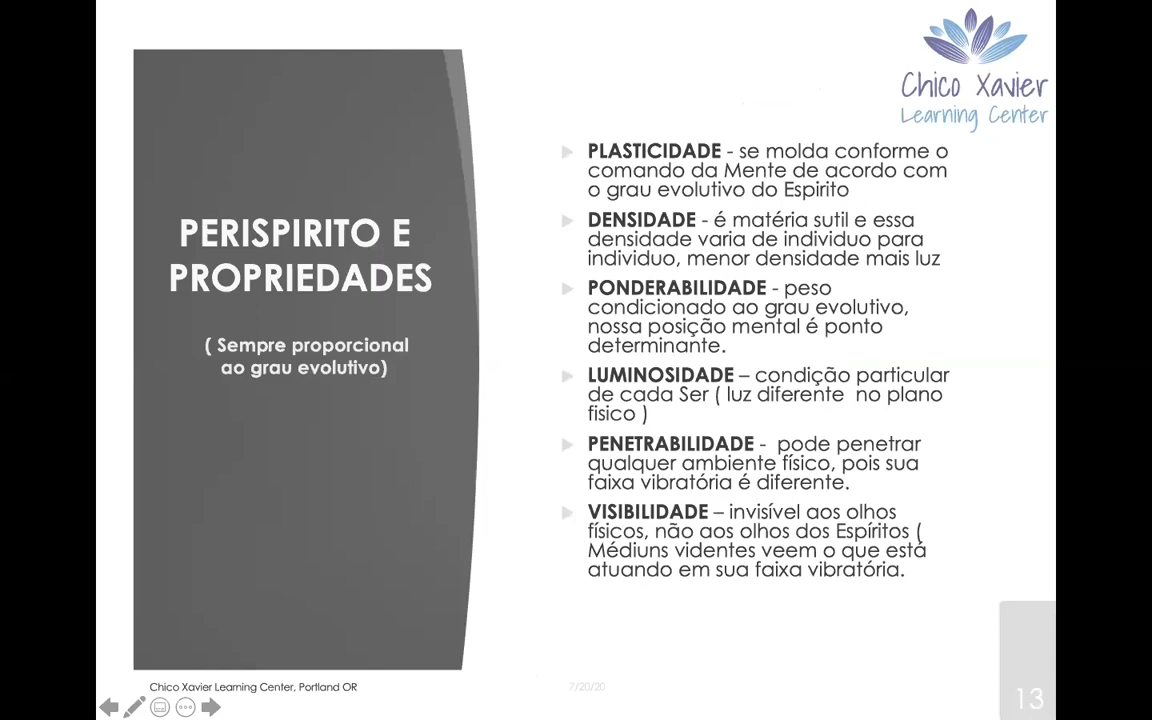 Chico Xavier
Learning Center
PERISPIRITO E
PROPRIEDADES
( Sempre proporcional
ao grau evolutivo)
PLASTICIDADE - se molda conforme o
comando da Mente de acordo com
o grau evolutivo do Espirito
DENSIDADE - é matéria sutil e essa
densidade varia de individuo para
individuo, menor densidade mais luz
PONDERABILIDADE - peso
condicionado ao grau evolutivo,
nossa posição mental é ponto
determinante.
LUMINOSIDADE – condição particular
de cada Ser ( luz diferente  no plano
fisico )
PENETRABILIDADE -  pode penetrar
qualquer ambiente físico, pois sua
faixa vibratória é diferente.
VISIBILIDADE – invisível aos olhos
físicos, não aos olhos dos Espíritos (
Médiuns videntes veem o que está
atuando em sua faixa vibratória.
Chico Xavier Learning Center, Portland OR
7/20/20
13